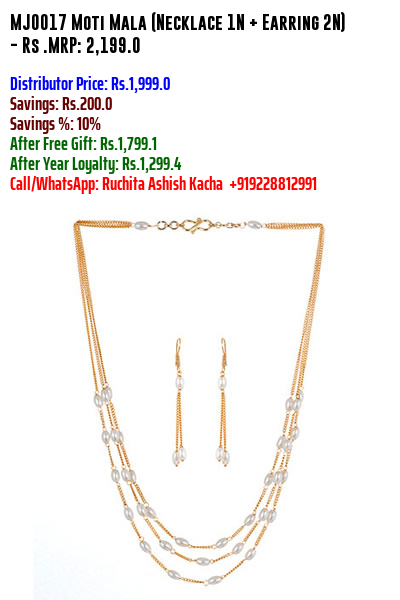 MJ0017 Moti Mala (Necklace 1N + Earring 2N)
- Rs .MRP: 2,199.0
Distributor Price: Rs.1,999.0
Savings: Rs.200.0
Savings %: 10%
After Free Gift: Rs.1,799.1
After Year Loyalty: Rs.1,299.4
Call/WhatsApp: Ruchita Ashish Kacha +919228812991